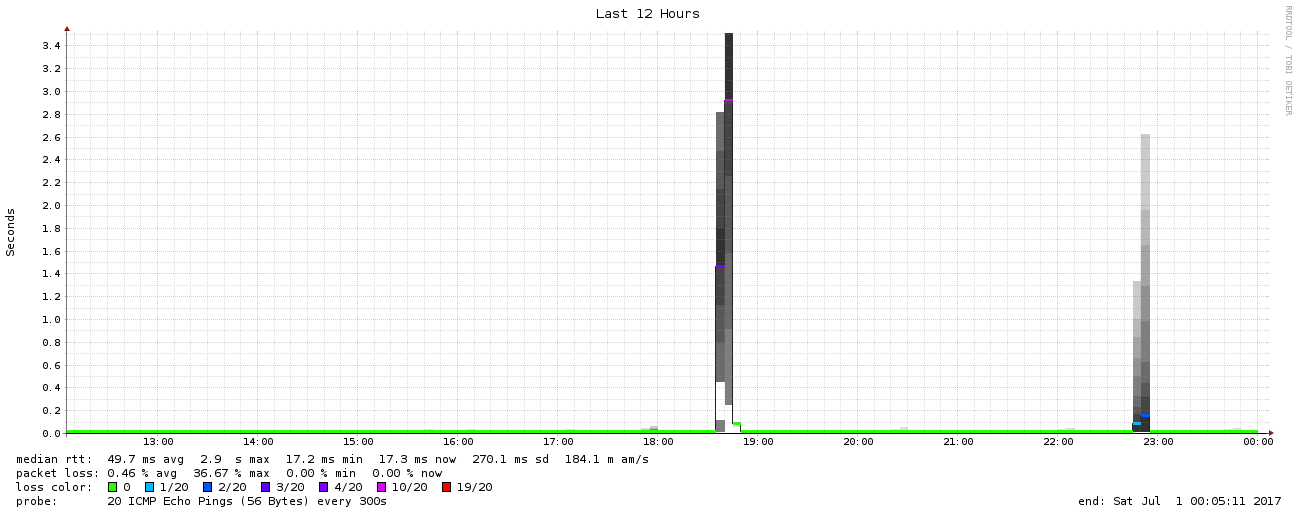 Last 12 Hours
RRDTOOL / TOBI OETIKER
Seconds
3.4
3.2
3.0
2.8
2.6
2.4
2.2
2.0
1.8
1.6
1.4
1.2
1.0
0.8
0.6
0.4
0.2
0.0
13:00 14:00 15:00 16:00 17:00 18:00 19:00 20:00 21:00 22:00 23:00 00:00
median rtt: 49.7 ms avg 2.9 s max 17.2 ms min 17.3 ms now 270.1 ms sd 184.1 m am/s
packet loss: 0.46 % avg 36.67 % max 0.00 % min 0.00 % now
loss color: 0 1/20 2/20 3/20 4/20 10/20 19/20
probe: 20 ICMP Echo Pings (56 Bytes) every 300s end: Sat Jul 1 00:05:11 2017